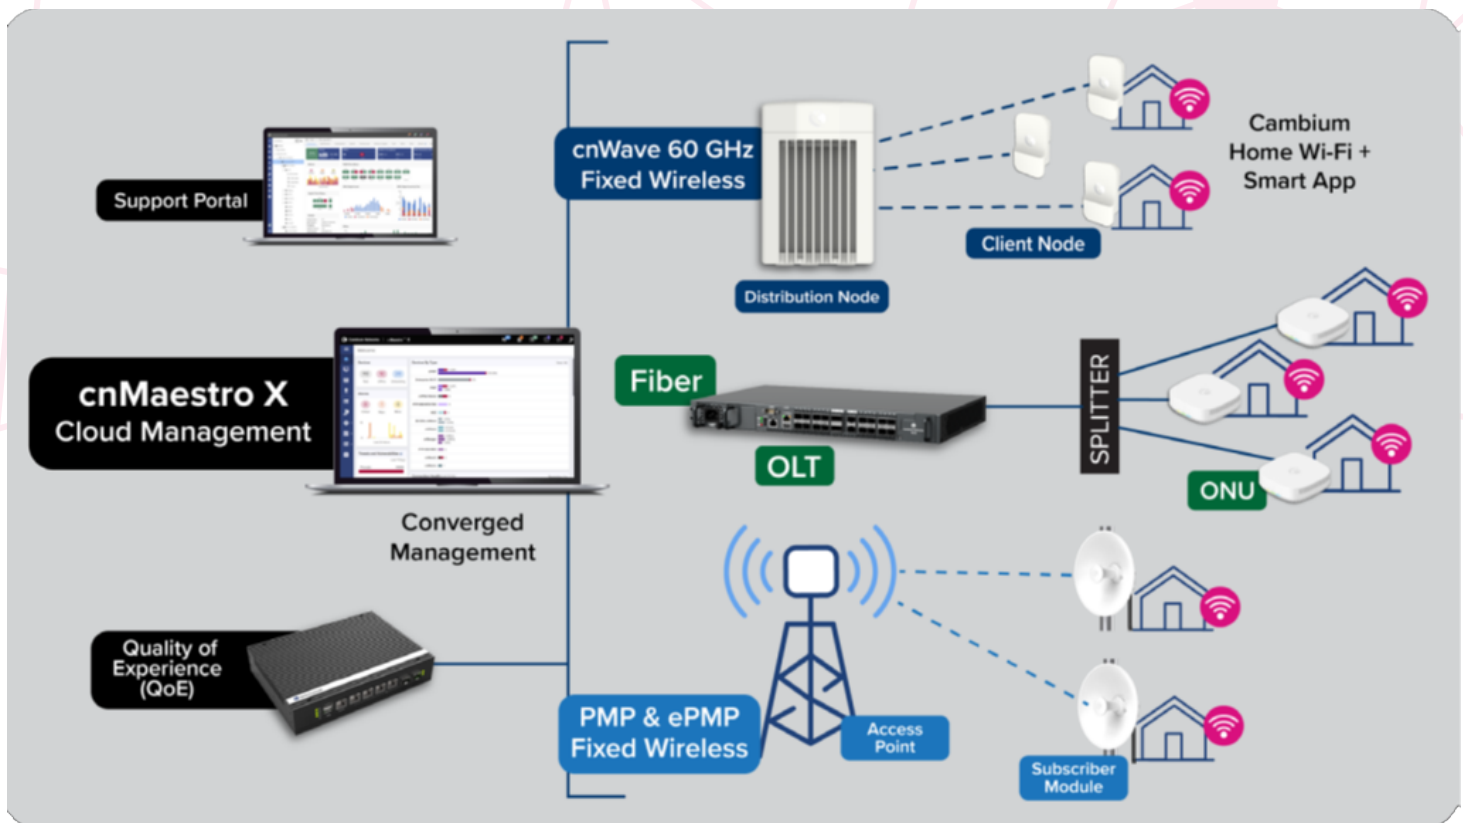 Support Portal
cnMaestro X
Cloud Management
Converged
Management
Quality of
Experience
(QoE)
cnWave 60 GHz
Fixed Wireless
Distribution Node
Client Node
Cambium
Home Wi-Fi +
Smart App
Fiber
OLT
SPLITTER
ONU
PMP & ePMP
Fixed Wireless
Access
Point
Subscriber
Module